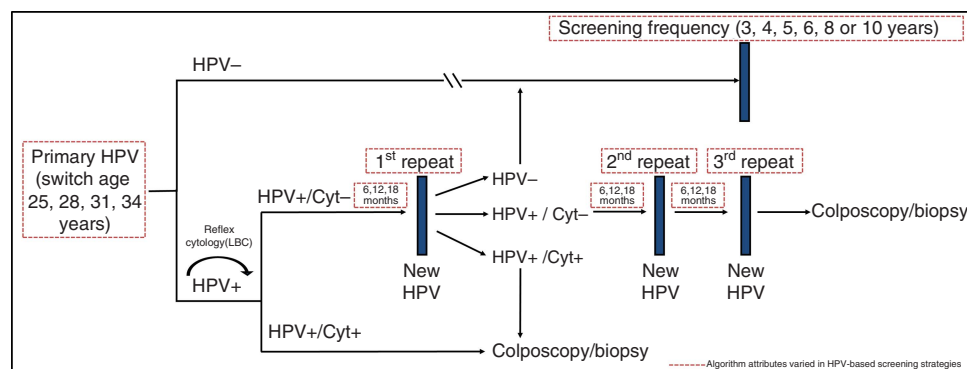 Screening frequency (3, 4, 5, 6, 8 or 10 years)
HPV–
Primary HPV
(switch age
25, 28, 31, 34
years)
1st repeat
2nd repeat
3rd repeat
HPV+/Cyt–
6,12,18
months
HPV–
HPV+ / Cyt–
HPV+ /Cyt+
6,12,18
months
6,12,18
months
Colposcopy/biopsy
Reflex
cytology(LBC)
HPV+
New
HPV
New
HPV
New
HPV
HPV+/Cyt+
Colposcopy/biopsy
Algorithm attributes varied in HPV-based screening strategies